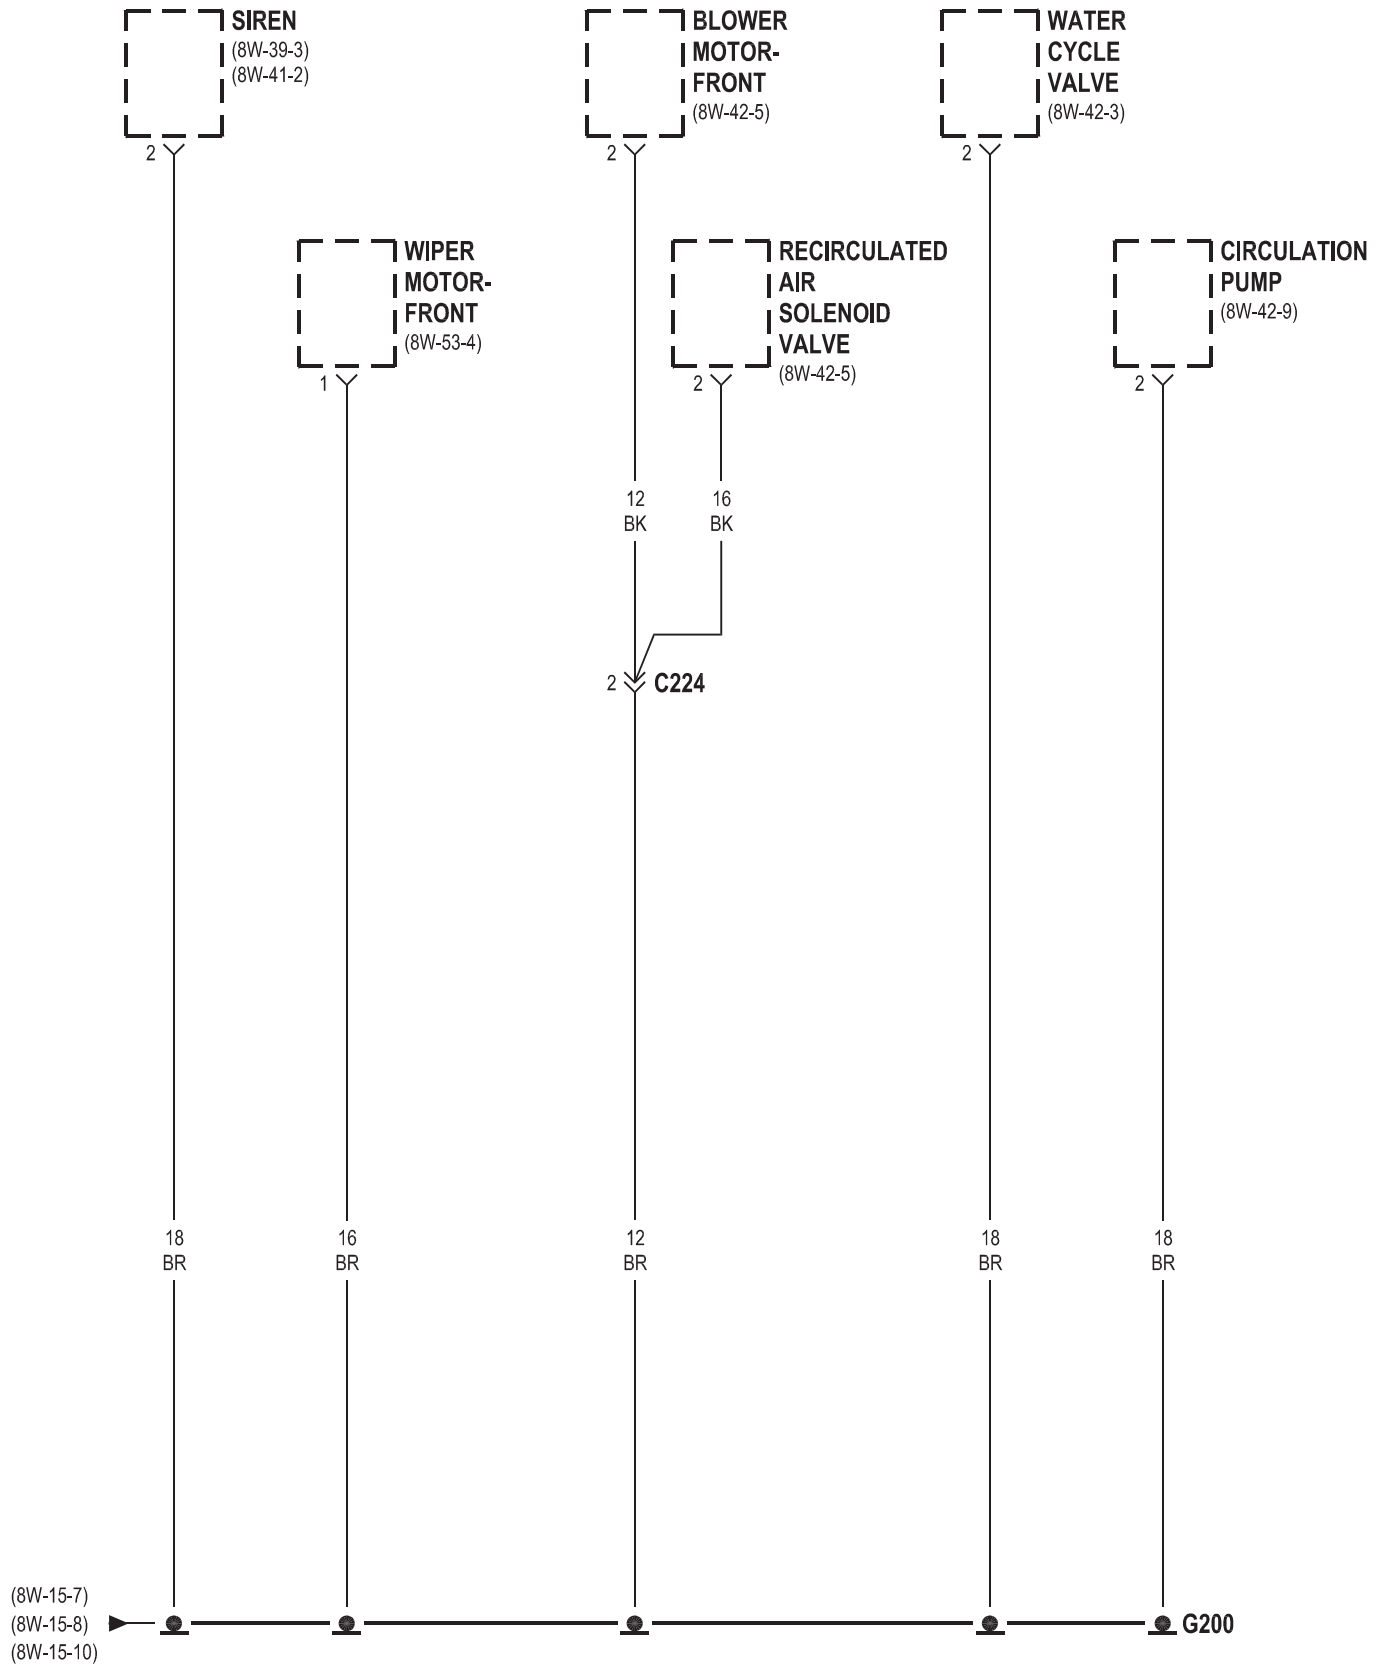 SIREN
(8W-39-3)
(8W-41-2)
2
BLOWER
MOTOR-
FRONT
(8W-42-5)
2
WATER
CYCLE
VALVE
(8W-42-3)
2
WIPER
MOTOR-
FRONT
(8W-53-4)
1
RECIRCULATED
AIR
SOLENOID
VALVE
(8W-42-5)
2
CIRCULATION
PUMP
(8W-42-9)
2
12
BK
16
BK
2
C224
18
BR
16
BR
12
BR
18
BR
18
BR
(8W-15-7)
(8W-15-8)
(8W-15-10)
G200